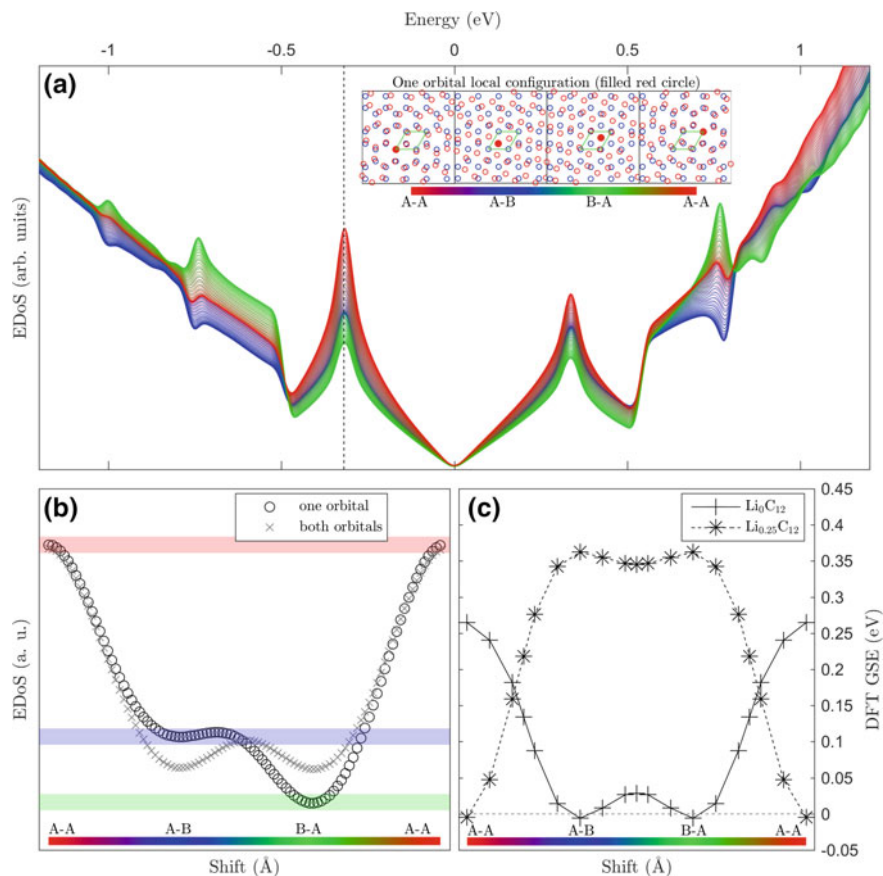 Energy (eV)
-1 -0.5 0 0.5 1
(a)
One orbital local configuration (filled red circle)
A-A A-B B-A A-A
EDoS (arb. units)
(b)
one orbital
both orbitals
EDoS (a. u.)
A-A A-B B-A A-A
Shift (Å)
(c)
Li0C12
Li0.25C12
0.45
0.4
0.35
0.3
0.25
0.2
0.15
0.1
0.05
0
-0.05
DFT GSE (eV)
A-A A-B B-A A-A
Shift (Å)